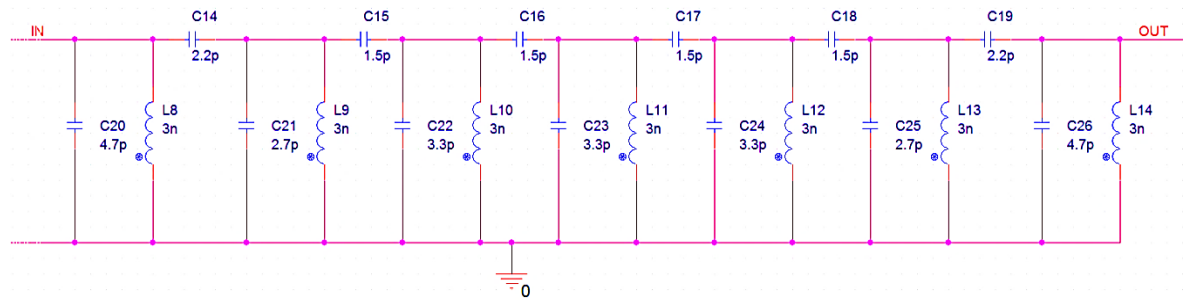 C14
C15
C16
C17
C18
C19
IN
OUT
2.2p
1.5p
1.5p
1.5p
1.5p
2.2p
L8
3n
L9
3n
L10
3n
L11
3n
L12
3n
L13
3n
L14
3n
C20
4.7p
C21
2.7p
C22
3.3p
C23
3.3p
C24
3.3p
C25
2.7p
C26
4.7p
0